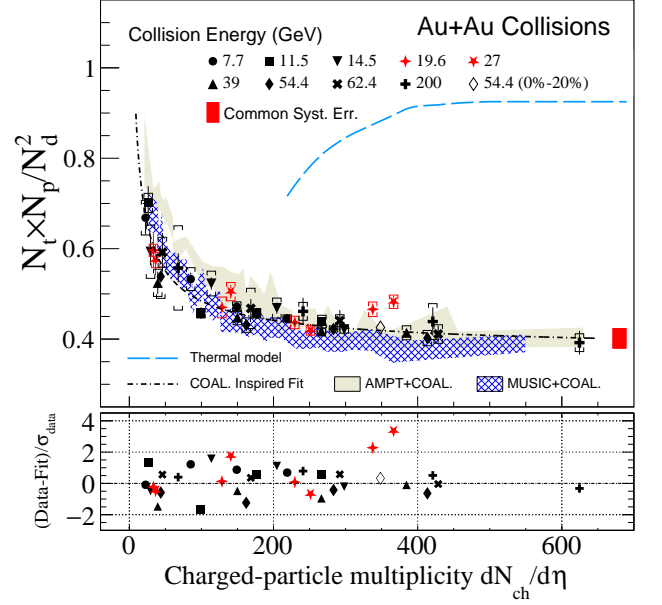 Au+Au Collisions
Collision Energy (GeV)
7.7 11.5 14.5 19.6 27
39 54.4 62.4 200 54.4 (0%-20%)
Common Syst. Err.
1
0.8
0.6
0.4
N_t×N_p/N_d^2
Thermal model
COAL. Inspired Fit AMPT+COAL. MUSIC+COAL.
4
2
0
−2
(Data-Fit)/σ_data
0 200 400 600
Charged-particle multiplicity dN_ch/dη